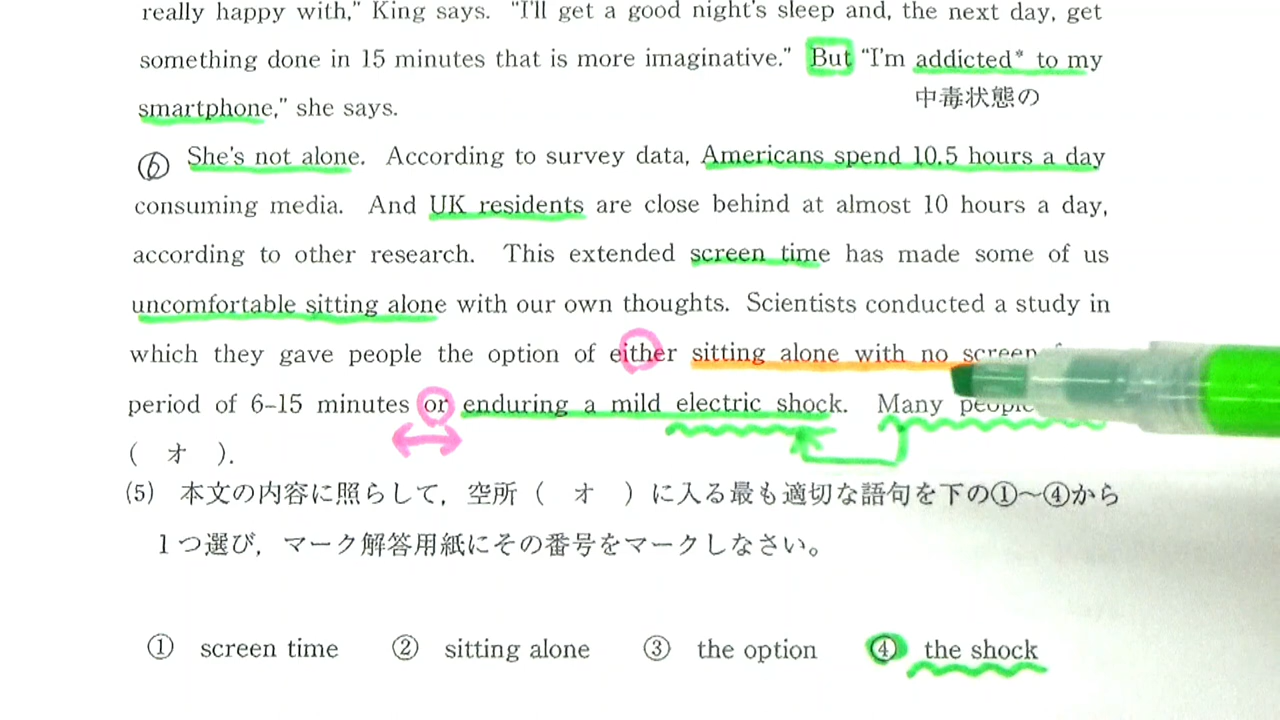 really happy with," King says. "I'll get a good night's sleep and, the next day, get
something done in 15 minutes that is more imaginative." But "I'm addicted* to my
中毒状態の
smartphone," she says.
⑥ She's not alone. According to survey data, Americans spend 10.5 hours a day
consuming media. And UK residents are close behind at almost 10 hours a day,
according to other research. This extended screen time has made some of us
uncomfortable sitting alone with our own thoughts. Scientists conducted a study in
which they gave people the option of either sitting alone with no screen
period of 6–15 minutes or enduring a mild electric shock. Many people
( オ ).
(5) 本文の内容に照らして,空所( オ )に入る最も適切な語句を下の①〜④から
1つ選び,マーク解答用紙にその番号をマークしなさい。
① screen time ② sitting alone ③ the option ④ the shock